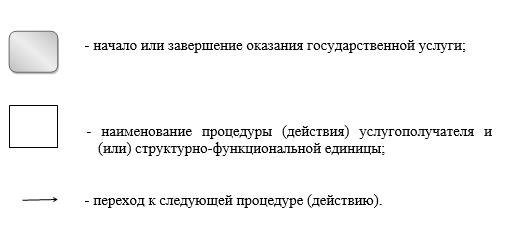 - начало или завершение оказания государственной услуги;
- наименование процедуры (действия) услугополучателя и
(или) структурно-функциональной единицы;
- переход к следующей процедуре (действию).